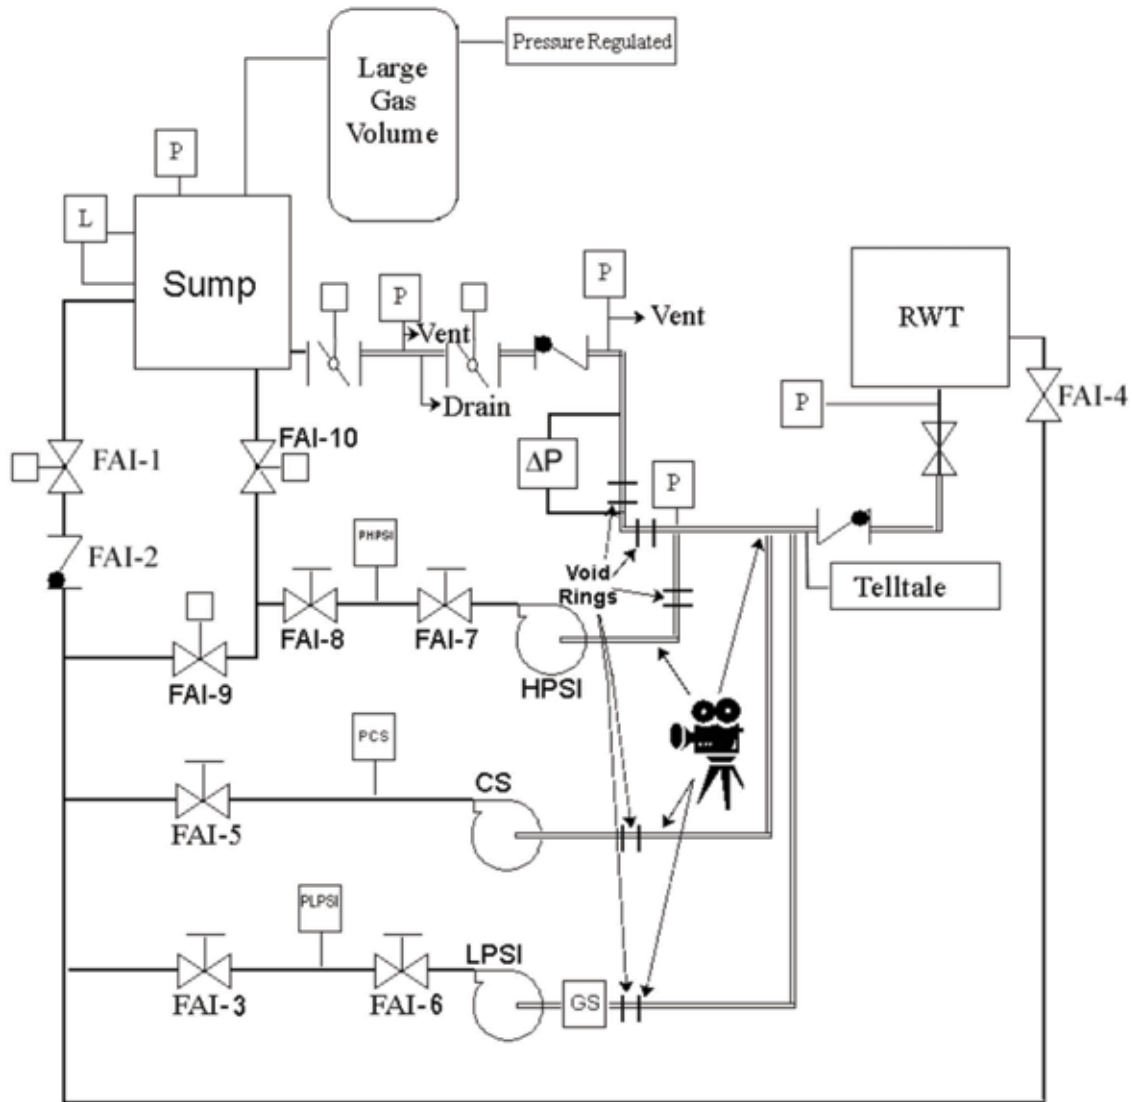 Pressure Regulated
Large
Gas
Volume
P
L
Sump
P
Vent
Drain
P
Vent
RWT
P
FAI-4
FAI-1
FAI-10
ΔP
P
FAI-2
PHPSI
Void
Rings
Telltale
FAI-8
FAI-7
HPSI
FAI-9
PCS
CS
FAI-5
PLPSI
LPSI
FAI-3
FAI-6
GS